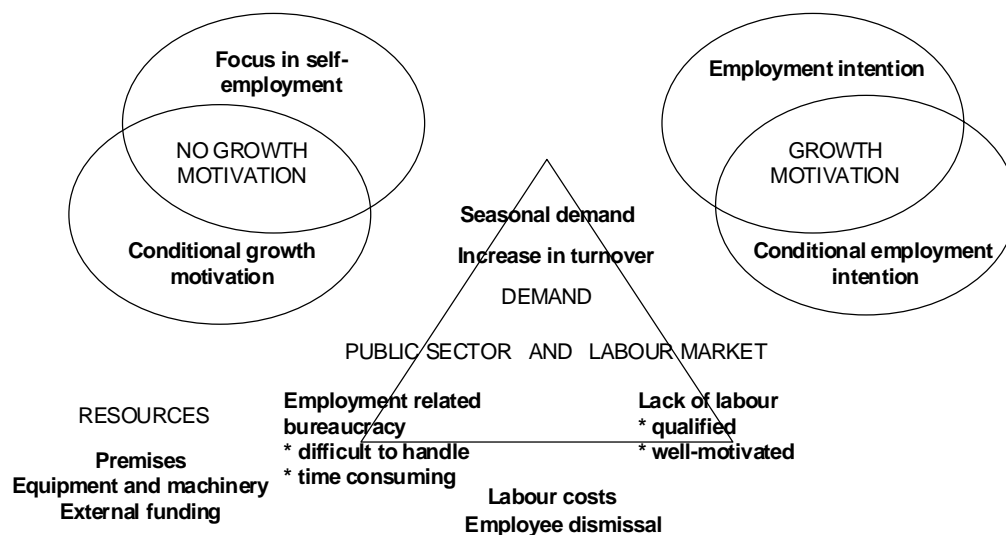 Focus in self-
employment
NO GROWTH
MOTIVATION
Conditional growth
motivation
Employment intention
GROWTH
MOTIVATION
Conditional employment
intention
Seasonal demand
Increase in turnover
DEMAND
PUBLIC SECTOR AND LABOUR MARKET
RESOURCES
Premises
Equipment and machinery
External funding
Employment related
bureaucracy
* difficult to handle
* time consuming
Lack of labour
* qualified
* well-motivated
Labour costs
Employee dismissal